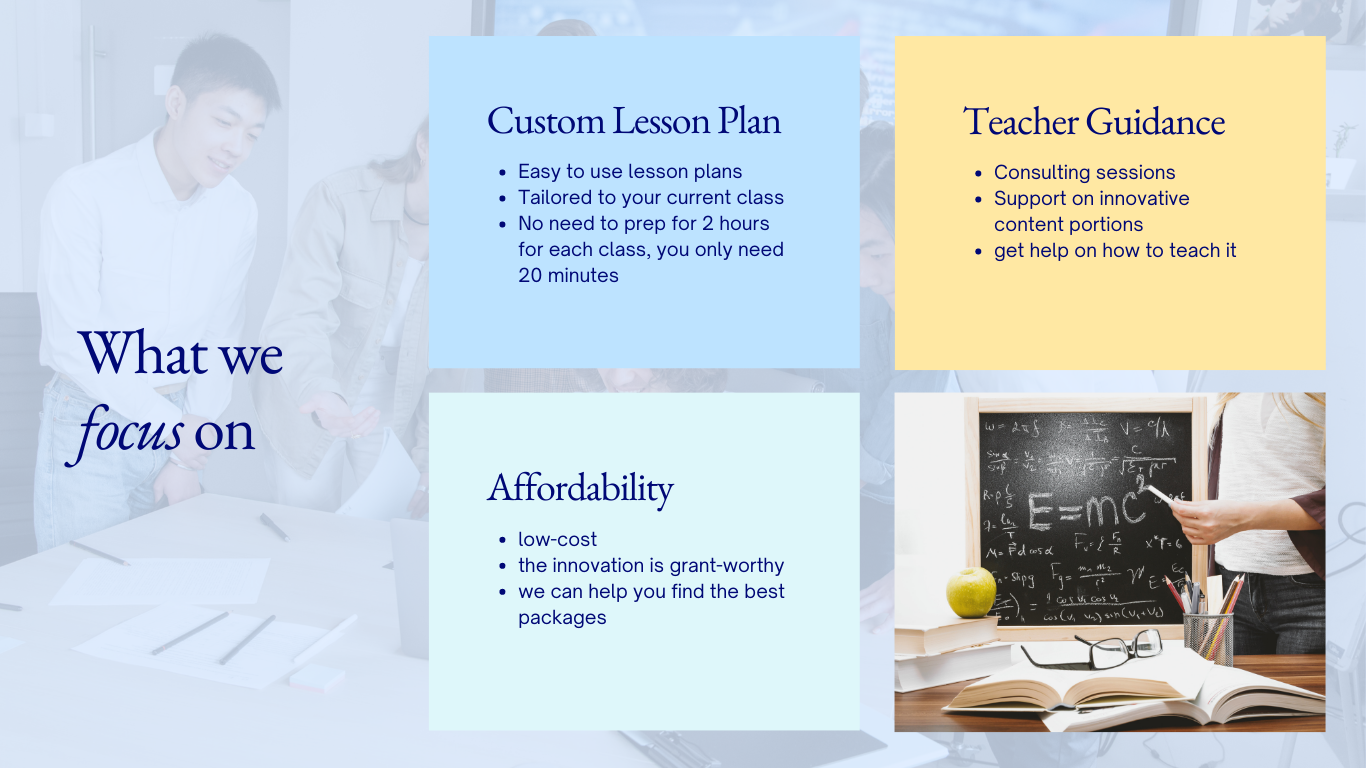 What we
focus on
Custom Lesson Plan
• Easy to use lesson plans
• Tailored to your current class
• No need to prep for 2 hours
for each class, you only need
20 minutes
Teacher Guidance
• Consulting sessions
• Support on innovative
content portions
• get help on how to teach it
Affordability
• low-cost
• the innovation is grant-worthy
• we can help you find the best
packages
E=mc²